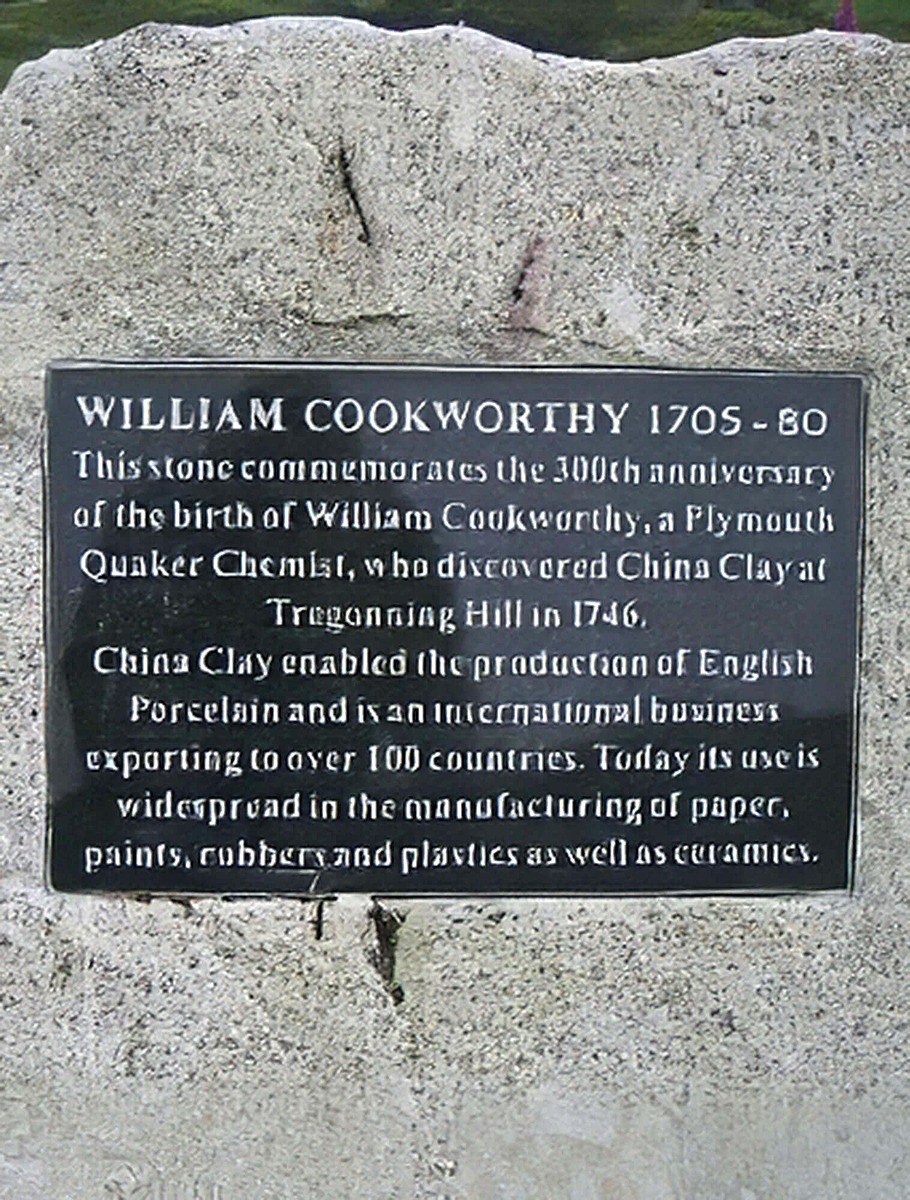 WILLIAM COOKWORTHY 1705 - 80
This stone commemorates the 300th anniversary
of the birth of William Cookworthy, a Plymouth
Quaker Chemist, who discovered China Clay at
Tregonning Hill in 1746.
China Clay enabled the production of English
Porcelain and is an international business
exporting to over 100 countries. Today its use is
widespread in the manufacturing of paper,
paints, rubbers and plastics as well as ceramics.